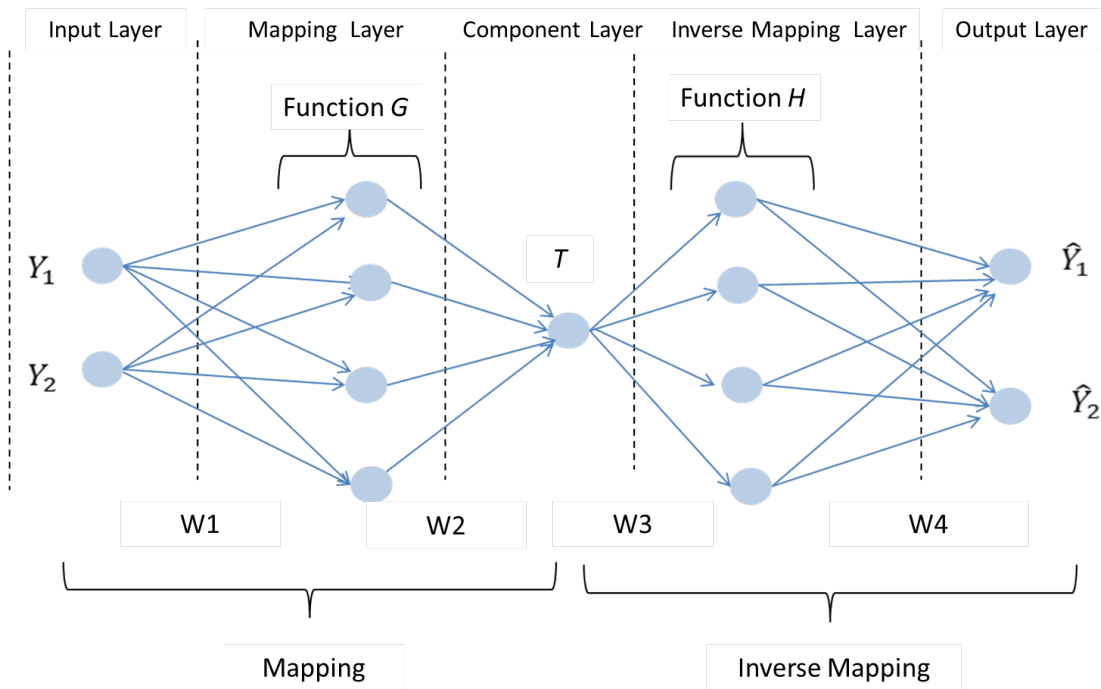 Input Layer
Mapping Layer
Component Layer
Inverse Mapping Layer
Output Layer
Function G
Function H
T
Y₁
Ŷ₁
Y₂
Ŷ₂
W1
W2
W3
W4
Mapping
Inverse Mapping